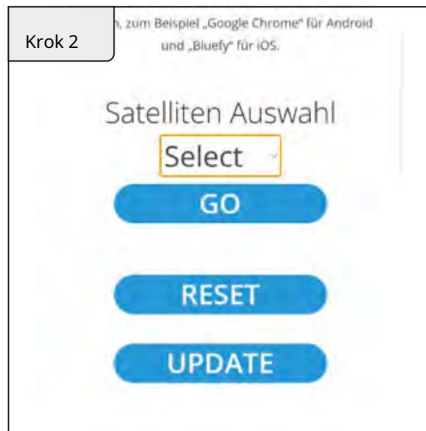 Krok 2
, zum Beispiel „Google Chrome“ für Android
und „Bluefy“ für iOS.
Satelliten Auswahl
Select
GO
RESET
UPDATE